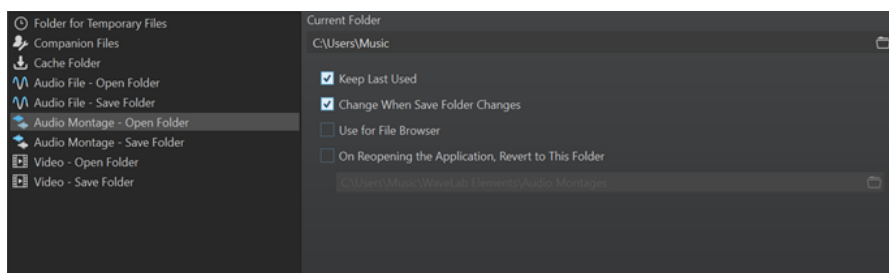 Folder for Temporary Files
Companion Files
Cache Folder
Audio File - Open Folder
Audio File - Save Folder
Audio Montage - Open Folder
Audio Montage - Save Folder
Video - Open Folder
Video - Save Folder
Current Folder
C:\Users\Music
Keep Last Used
Change When Save Folder Changes
Use for File Browser
On Reopening the Application, Revert to This Folder
C:\Users\Music\WaveLab Elements\Audio Montages